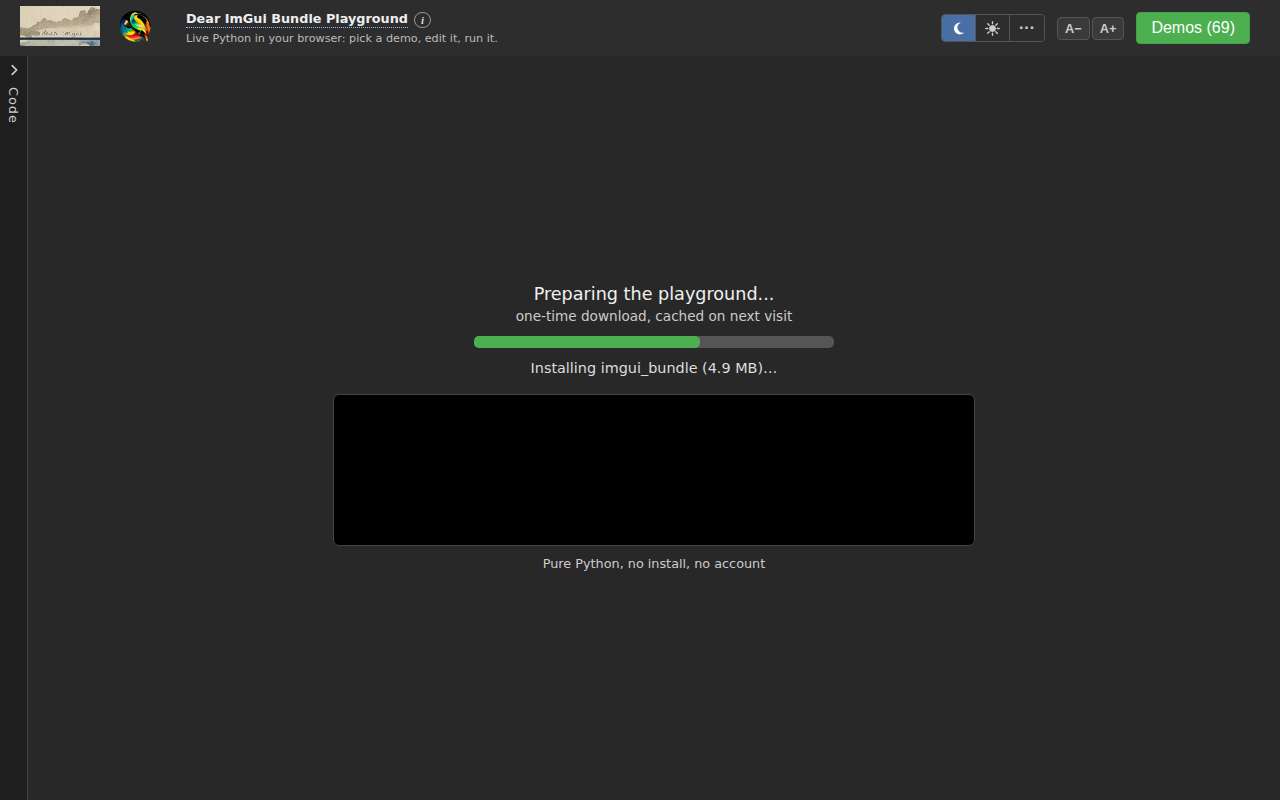 Dear ImGui Bundle Playground i
Live Python in your browser: pick a demo, edit it, run it.
A−
A+
Demos (69)
Code
Preparing the playground...
one-time download, cached on next visit
Installing imgui_bundle (4.9 MB)...
Pure Python, no install, no account